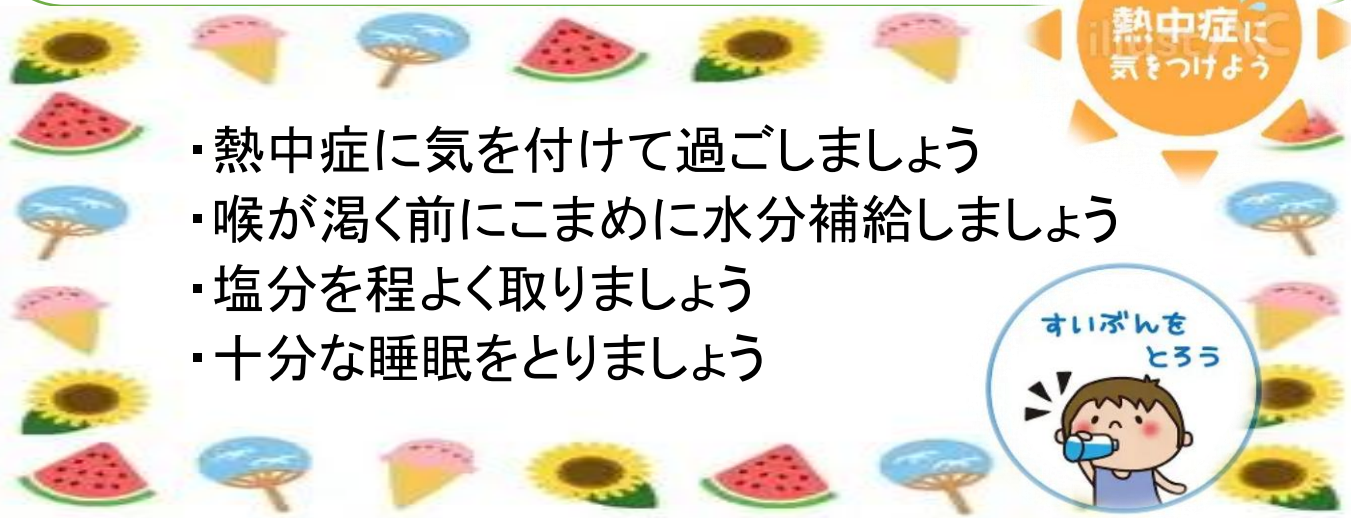 熱中症に
気をつけよう
・熱中症に気を付けて過ごしましょう
・喉が渇く前にこまめに水分補給しましょう
・塩分を程よく取りましょう
・十分な睡眠をとりましょう
すいぶんを
とろう